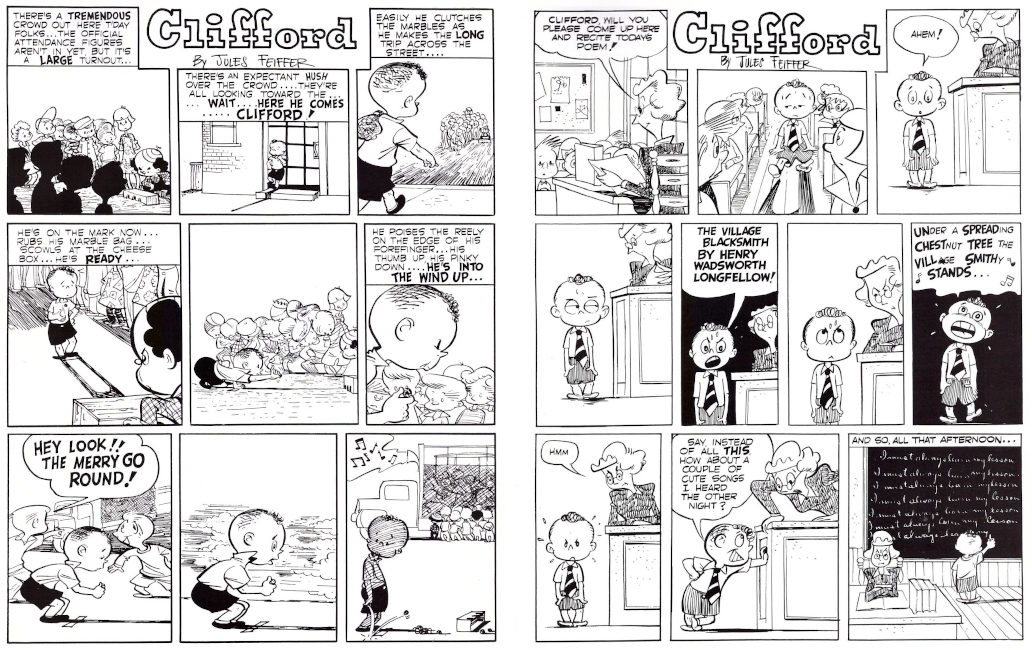 THERE'S A TREMENDOUS
CROWD OUT HERE T'DAY
FOLKS...THE OFFICIAL
ATTENDANCE FIGURES
AREN'T IN YET, BUT IT'S
A LARGE TURNOUT...
Clifford
By JULES FEIFFER
THERE'S AN EXPECTANT HUSH
OVER THE CROWD....THEY'RE
ALL LOOKING TOWARD THE...
... WAIT....HERE HE COMES
..... CLIFFORD!
EASILY HE CLUTCHES
THE MARBLES AS
HE MAKES THE LONG
TRIP ACROSS THE
STREET....
HE'S ON THE MARK NOW...
RUBS HIS MARBLE BAG...
SCOWLS AT THE CHEESE
BOX...HE'S READY...
HE POISES THE REELY
ON THE EDGE OF HIS
FOREFINGER...HIS
THUMB UP HIS PINKY
DOWN....HE'S INTO
THE WIND UP...
HEY LOOK!!
THE MERRY GO
ROUND!
Clifford
By JULES FEIFFER
CLIFFORD, WILL YOU
PLEASE COME UP HERE
AND RECITE TODAYS
POEM!
AHEM!
THE VILLAGE
BLACKSMITH
BY HENRY
WADSWORTH
LONGFELLOW!
UNDER A SPREADING
CHESTNUT TREE THE
VILLAGE SMITHY
STANDS...
HMM
SAY, INSTEAD
OF ALL THIS,
HOW ABOUT A
COUPLE OF
CUTE SONGS
I HEARD
THE OTHER
NIGHT?
AND SO, ALL THAT AFTERNOON...
I must always learn my lesson
I must always learn my lesson
I must always learn my lesson
I must always learn my lesson
I must always learn my lesson
I must always learn my lesson
I always learn my